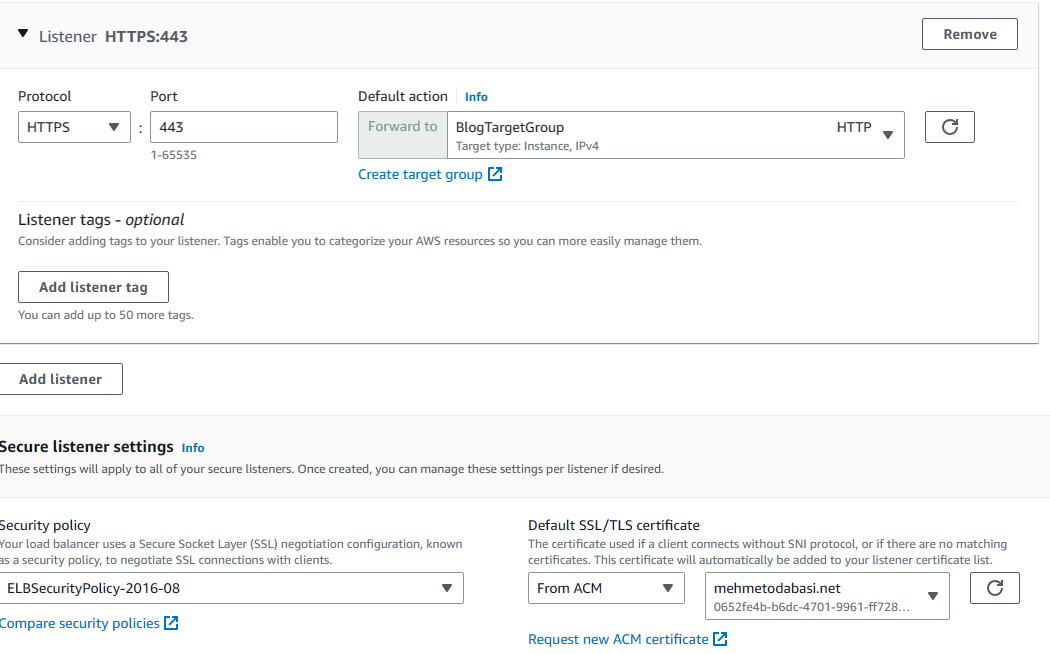 Listener HTTPS:443
Remove
Protocol
Port
Default action
Info
HTTPS
:
443
Forward to
BlogTargetGroup
HTTP
Target type: Instance, IPv4
1-65535
Create target group
Listener tags - optional
Consider adding tags to your listener. Tags enable you to categorize your AWS resources so you can more easily manage them.
Add listener tag
You can add up to 50 more tags.
Add listener
Secure listener settings Info
These settings will apply to all of your secure listeners. Once created, you can manage these settings per listener if desired.
Security policy
Your load balancer uses a Secure Socket Layer (SSL) negotiation configuration, known
as a security policy, to negotiate SSL connections with clients.
ELBSecurityPolicy-2016-08
Compare security policies
Default SSL/TLS certificate
The certificate used if a client connects without SNI protocol, or if there are no matching
certificates. This certificate will automatically be added to your listener certificate list.
From ACM
mehmetodabasi.net
0652fe4b-b6dc-4701-9961-ff728...
Request new ACM certificate